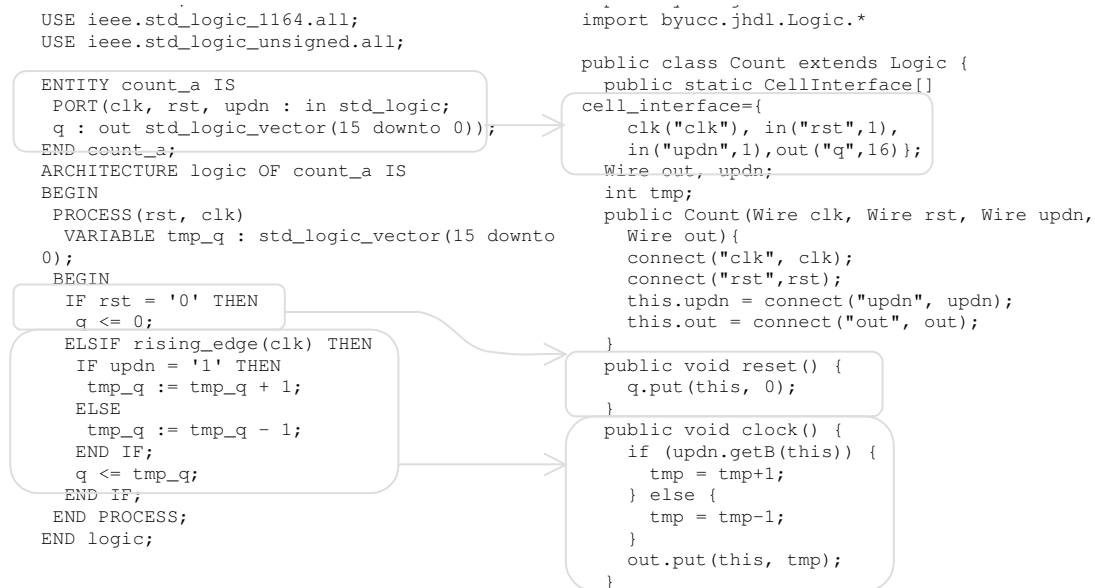 USE ieee.std_logic_1164.all;
USE ieee.std_logic_unsigned.all;
ENTITY count_a IS
PORT(clk, rst, updn : in std_logic;
q : out std_logic_vector(15 downto 0));
END count_a;
ARCHITECTURE logic OF count_a IS
BEGIN
PROCESS(rst, clk)
VARIABLE tmp_q : std_logic_vector(15 downto
0);
BEGIN
IF rst = '0' THEN
q <= 0;
ELSIF rising_edge(clk) THEN
IF updn = '1' THEN
tmp_q := tmp_q + 1;
ELSE
tmp_q := tmp_q - 1;
END IF;
q <= tmp_q;
END IF;
END PROCESS;
END logic;
import byucc.jhdl.Logic.*
public class Count extends Logic {
public static CellInterface[]
cell_interface={
clk("clk"), in("rst",1),
in("updn",1),out("q",16)};
Wire out, updn;
int tmp;
public Count(Wire clk, Wire rst, Wire updn,
Wire out){
connect("clk", clk);
connect("rst",rst);
this.updn = connect("updn", updn);
this.out = connect("out", out);
}
public void reset() {
q.put(this, 0);
}
public void clock() {
if (updn.getB(this)) {
tmp = tmp+1;
} else {
tmp = tmp-1;
}
out.put(this, tmp);
}